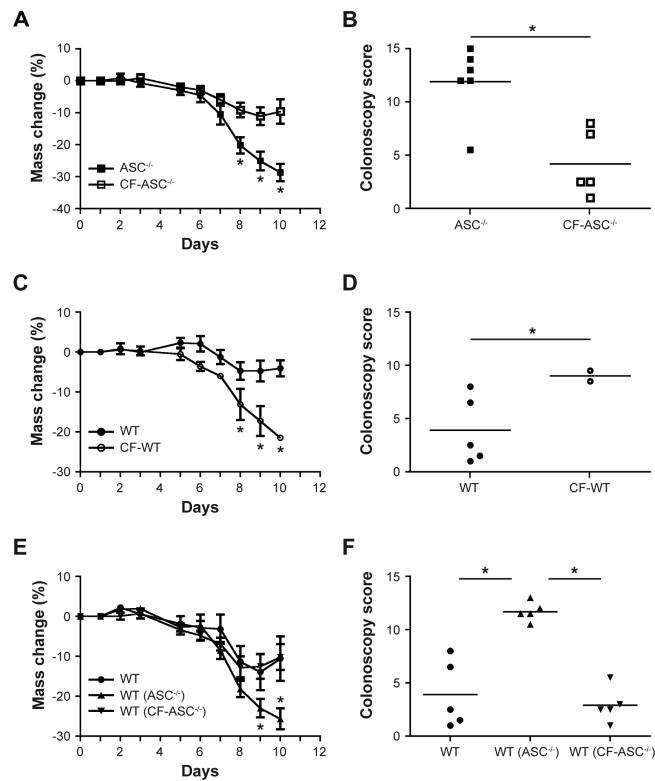 A
Mass change (%)
10
0
-10
-20
-30
-40
ASC-/-
CF-ASC-/-
*
*
*
0 2 4 6 8 10 12
Days
B
Colonoscopy score
15
10
5
0
*
ASC-/- CF-ASC-/-
C
Mass change (%)
10
0
-10
-20
-30
WT
CF-WT
*
*
*
0 2 4 6 8 10 12
Days
D
Colonoscopy score
15
10
5
0
*
WT CF-WT
E
Mass change (%)
10
0
-10
-20
-30
WT
WT (ASC-/-)
WT (CF-ASC-/-)
*
*
0 2 4 6 8 10 12
Days
F
Colonoscopy score
15
10
5
0
* *
WT WT (ASC-/-) WT (CF-ASC-/-)